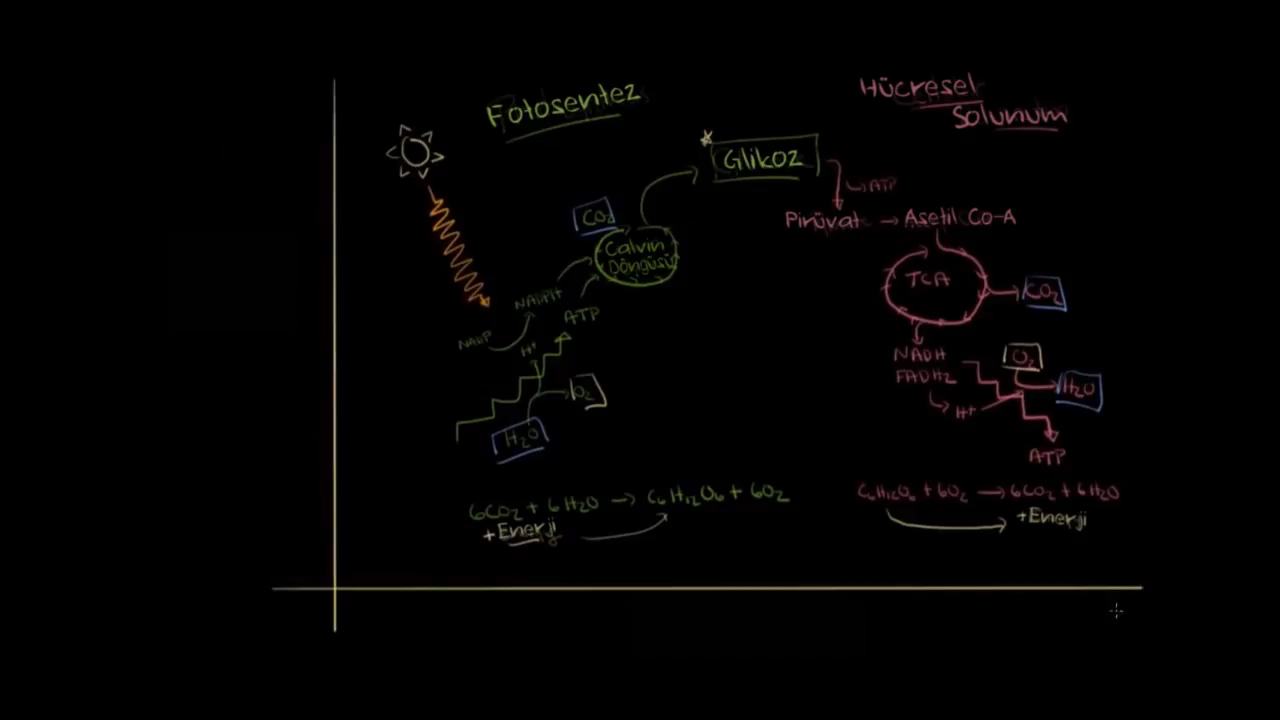 Fotosentez
Hücresel
Solunum
Glikoz
ATP
CO₂
Pirüvat → Asetil Co-A
Calvin
Döngüsü
TCA
CO₂
NADPH
ATP
NADP
H⁺
NADH
FADH₂
O₂
H₂O
H⁺
O₂
H₂O
ATP
6CO₂ + 6H₂O → C₆H₁₂O₆ + 6O₂
+Enerji
C₆H₁₂O₆ + 6O₂ → 6CO₂ + 6H₂O
+Enerji